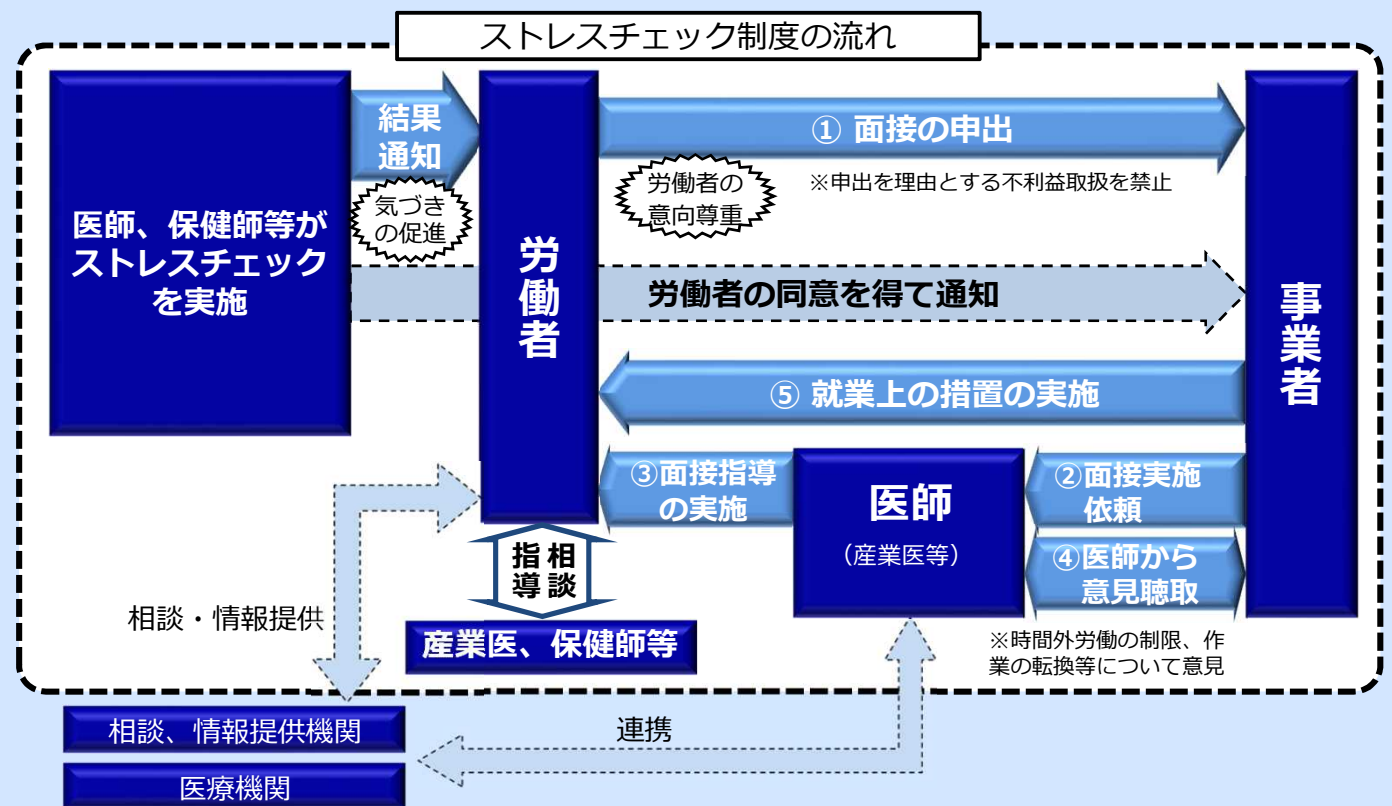 ストレスチェック制度の流れ
医師、保健師等が
ストレスチェック
を実施
結果
通知
気づき
の促進
労働者
① 面接の申出
労働者の
意向尊重
※申出を理由とする不利益取扱を禁止
労働者の同意を得て通知
事業者
⑤ 就業上の措置の実施
③面接指導
の実施
医師
（産業医等）
②面接実施
依頼
④医師から
意見聴取
※時間外労働の制限、作
業の転換等について意見
相談
指導
産業医、保健師等
相談・情報提供
相談、情報提供機関
医療機関
連携